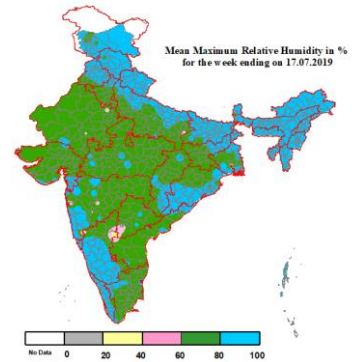 Mean Maximum Relative Humidity in %
for the week ending on 17.07.2019
No Data 0 20 40 60 80 100